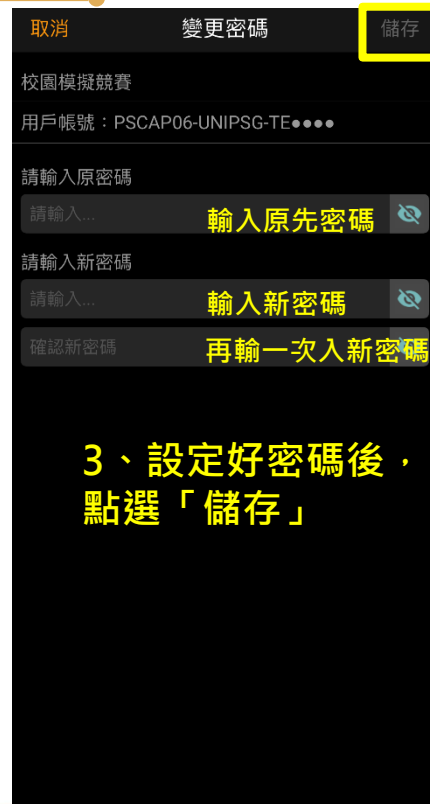 取消 變更密碼 儲存
校園模擬競賽
用戶帳號：PSCAP06-UNIPSG-TE●●●●
請輸入原密碼
請輸入... 輸入原先密碼
請輸入新密碼
請輸入... 輸入新密碼
確認新密碼 再輸一次入新密碼
3、設定好密碼後，
點選「儲存」